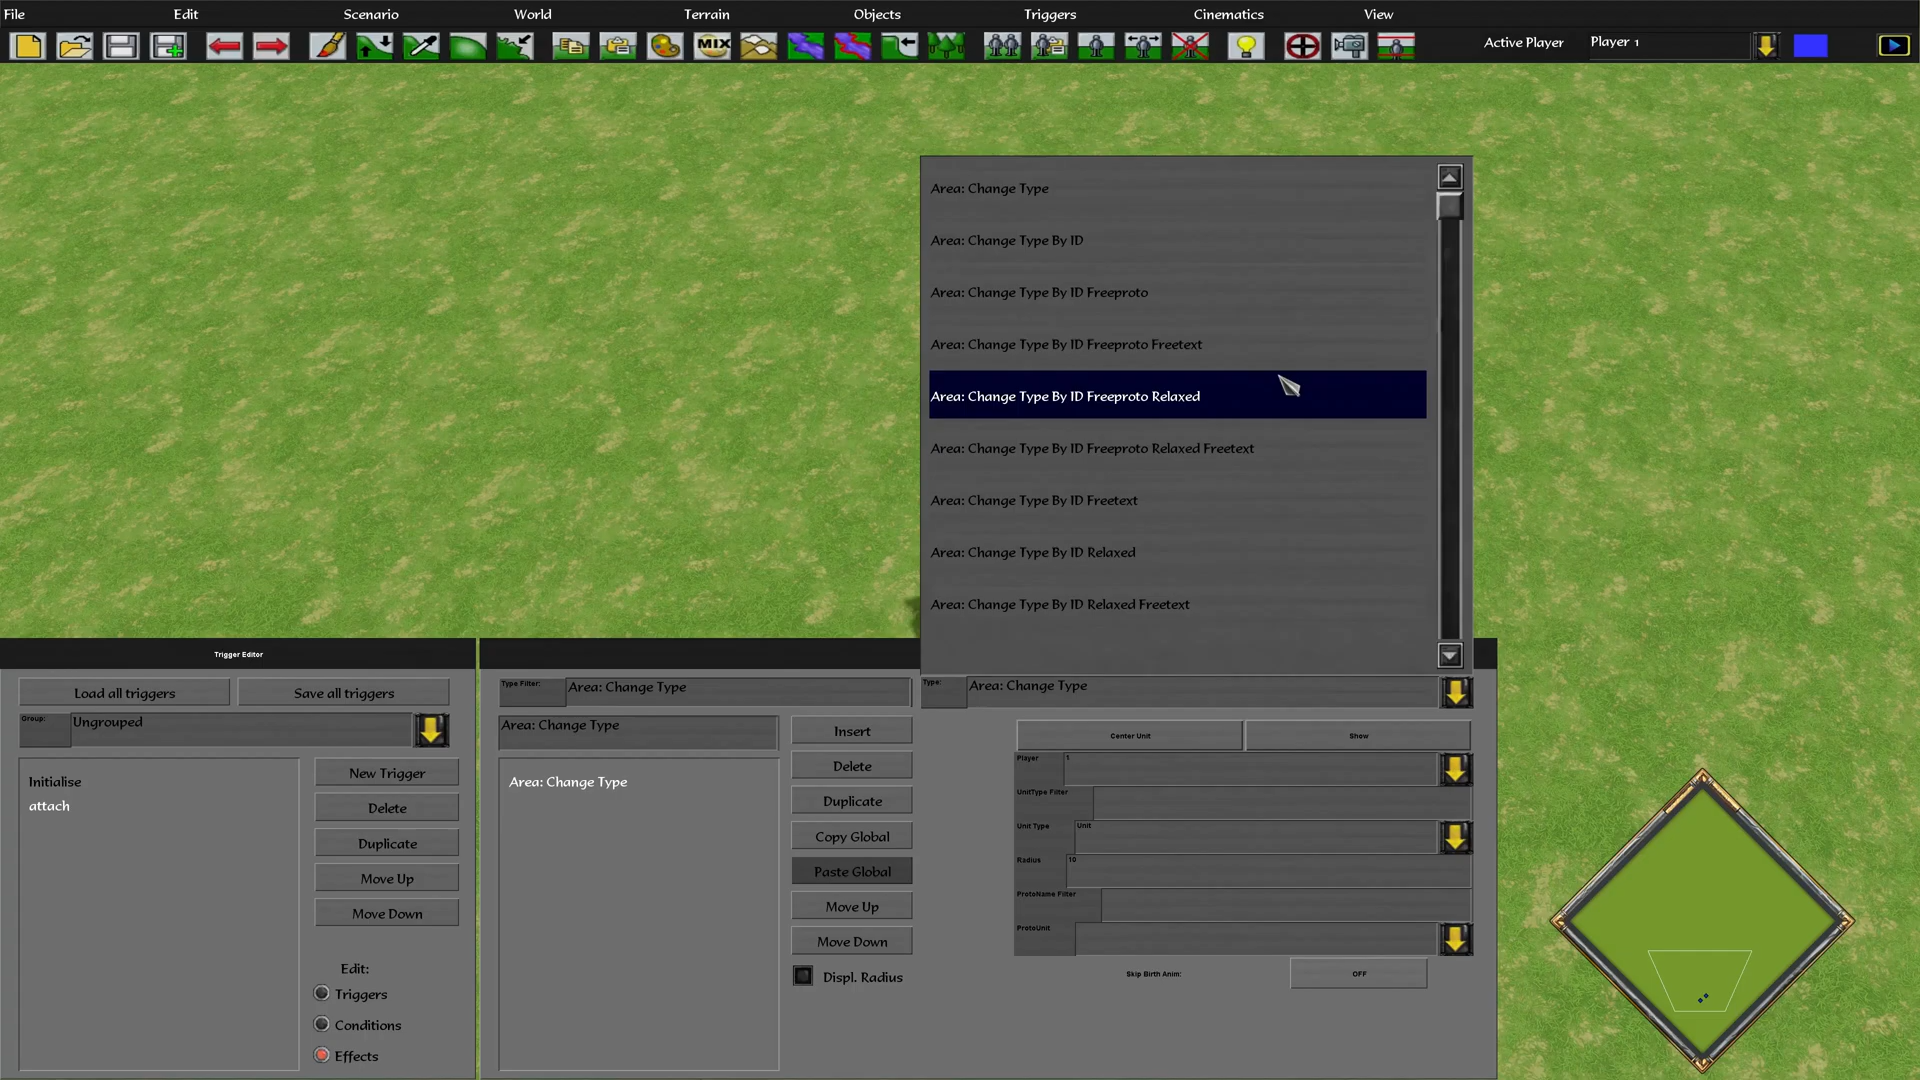 File Edit Scenario World Terrain Objects Triggers Cinematics View
MIX
Active Player Player 1
Area: Change Type
Area: Change Type By ID
Area: Change Type By ID Freeproto
Area: Change Type By ID Freeproto Freetext
Area: Change Type By ID Freeproto Relaxed
Area: Change Type By ID Freeproto Relaxed Freetext
Area: Change Type By ID Freetext
Area: Change Type By ID Relaxed
Area: Change Type By ID Relaxed Freetext
Trigger Editor
Load all triggers Save all triggers
Group: Ungrouped
Initialise
attach
New Trigger
Delete
Duplicate
Move Up
Move Down
Edit:
Triggers
Conditions
Effects
Type Filter: Area: Change Type
Area: Change Type
Area: Change Type
Insert
Delete
Duplicate
Copy Global
Paste Global
Move Up
Move Down
Displ. Radius
Type: Area: Change Type
Center Unit Show
Player 1
UnitType Filter
Unit Type Unit
Radius 10
ProtoName Filter
ProtoUnit
Skip Birth Anim: OFF